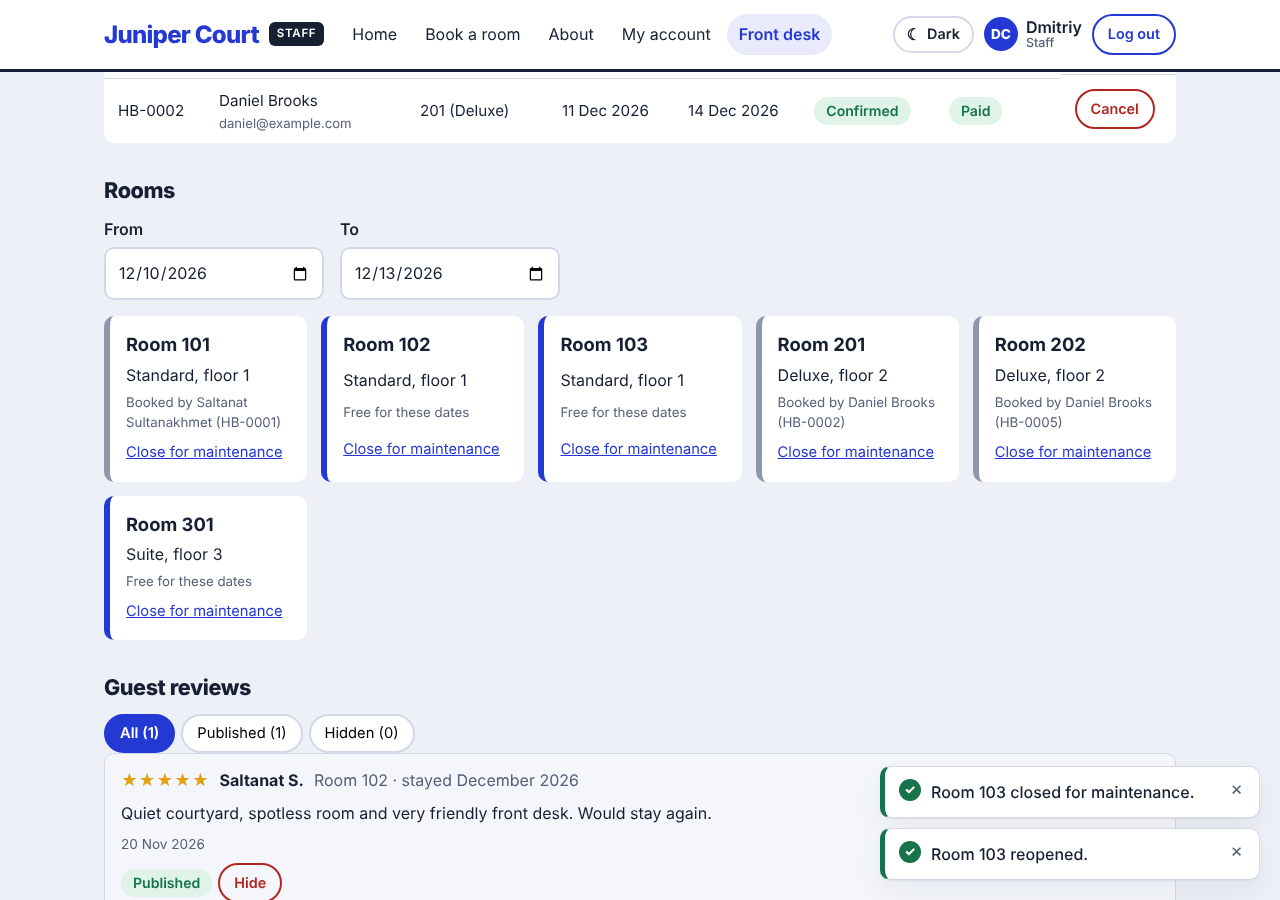 Juniper Court STAFF Home Book a room About My account Front desk ☾ Dark DC Dmitriy Staff Log out
HB-0002 Daniel Brooks daniel@example.com 201 (Deluxe) 11 Dec 2026 14 Dec 2026 Confirmed Paid Cancel
Rooms
From To
12/10/2026 12/13/2026
Room 101
Standard, floor 1
Booked by Saltanat
Sultanakhmet (HB-0001)
Close for maintenance
Room 102
Standard, floor 1
Free for these dates
Close for maintenance
Room 103
Standard, floor 1
Free for these dates
Close for maintenance
Room 201
Deluxe, floor 2
Booked by Daniel Brooks
(HB-0002)
Close for maintenance
Room 202
Deluxe, floor 2
Booked by Daniel Brooks
(HB-0005)
Close for maintenance
Room 301
Suite, floor 3
Free for these dates
Close for maintenance
Guest reviews
All (1) Published (1) Hidden (0)
★★★★★ Saltanat S. Room 102 · stayed December 2026
Quiet courtyard, spotless room and very friendly front desk. Would stay again.
20 Nov 2026
Published Hide
Room 103 closed for maintenance. ✕
Room 103 reopened. ✕